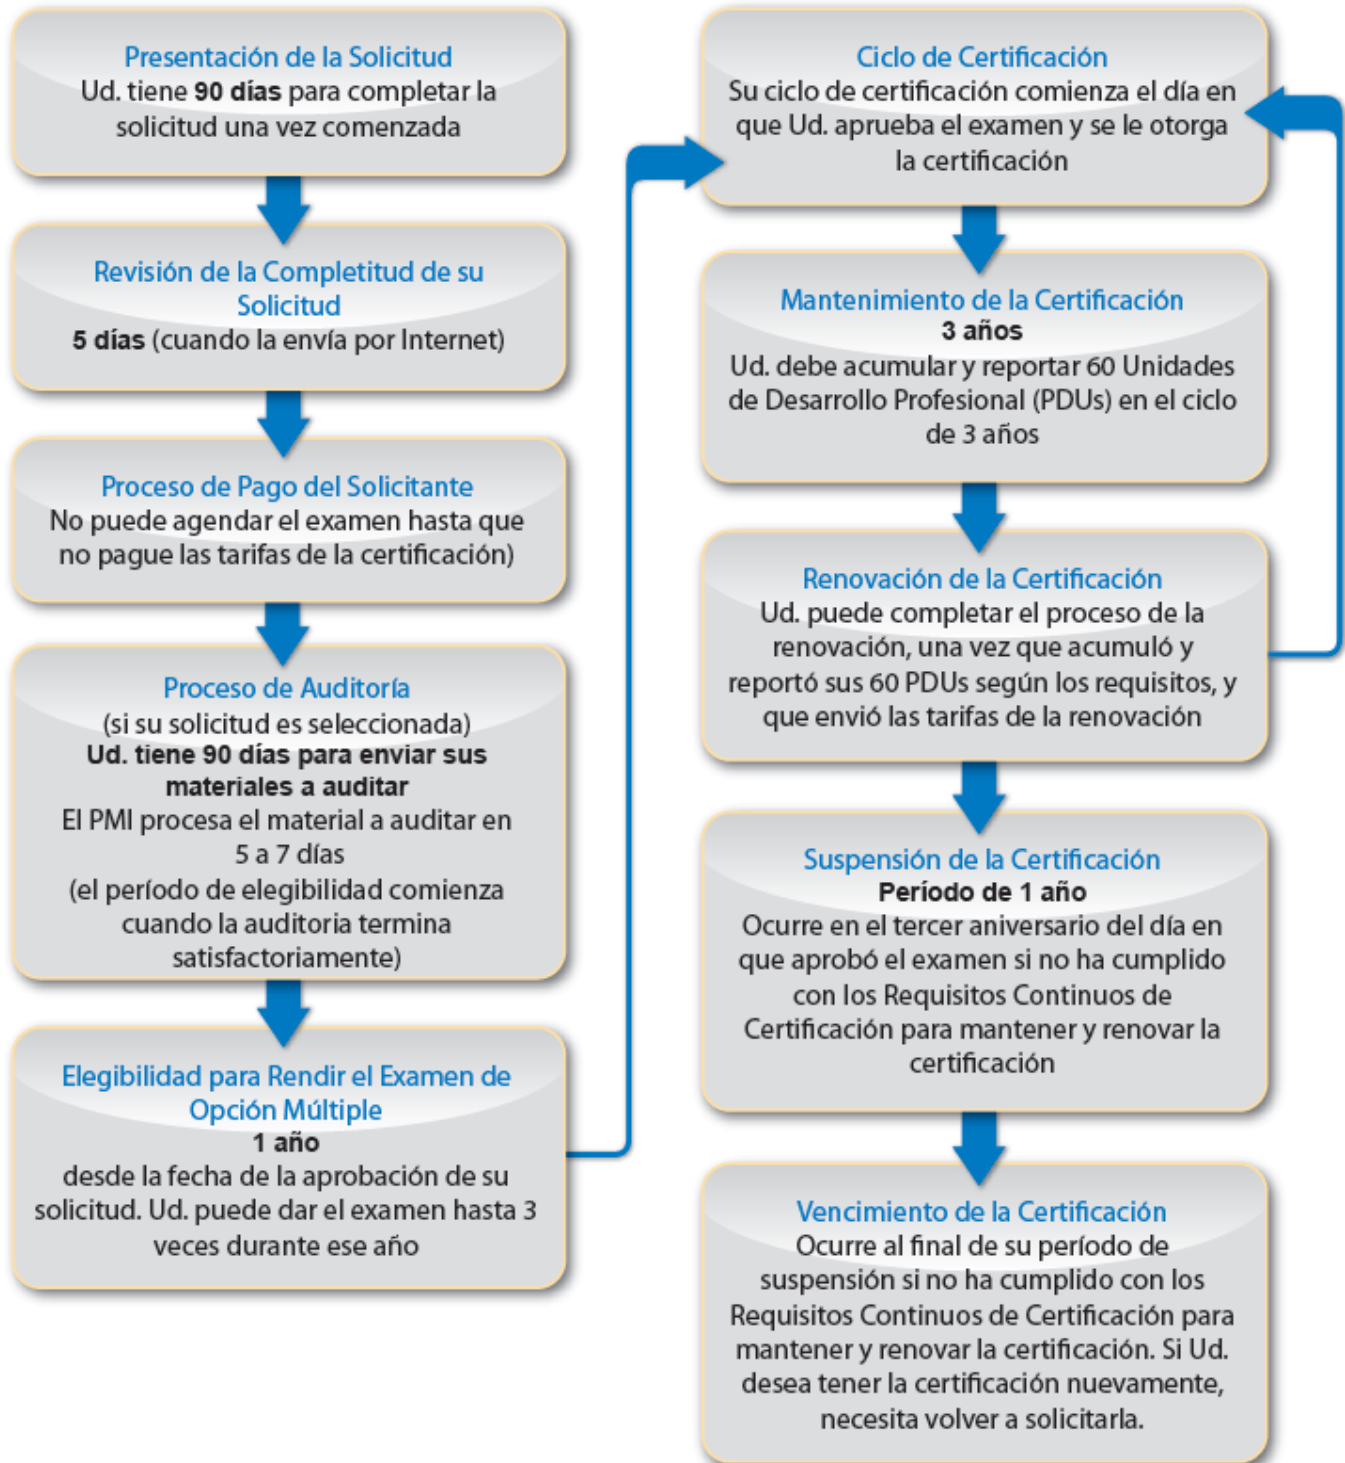 Presentación de la Solicitud
Ud. tiene 90 días para completar la
solicitud una vez comenzada
Revisión de la Completitud de su
Solicitud
5 días (cuando la envía por Internet)
Proceso de Pago del Solicitante
No puede agendar el examen hasta que
no pague las tarifas de la certificación)
Proceso de Auditoría
(si su solicitud es seleccionada)
Ud. tiene 90 días para enviar sus
materiales a auditar
El PMI procesa el material a auditar en
5 a 7 días
(el período de elegibilidad comienza
cuando la auditoria termina
satisfactoriamente)
Elegibilidad para Rendir el Examen de
Opción Múltiple
1 año
desde la fecha de la aprobación de su
solicitud. Ud. puede dar el examen hasta 3
veces durante ese año
Ciclo de Certificación
Su ciclo de certificación comienza el día en
que Ud. aprueba el examen y se le otorga
la certificación
Mantenimiento de la Certificación
3 años
Ud. debe acumular y reportar 60 Unidades
de Desarrollo Profesional (PDUs) en el ciclo
de 3 años
Renovación de la Certificación
Ud. puede completar el proceso de la
renovación, una vez que acumuló y
reportó sus 60 PDUs según los requisitos, y
que envió las tarifas de la renovación
Suspensión de la Certificación
Período de 1 año
Ocurre en el tercer aniversario del día en
que aprobó el examen si no ha cumplido
con los Requisitos Continuos de
Certificación para mantener y renovar la
certificación
Vencimiento de la Certificación
Ocurre al final de su período de
suspensión si no ha cumplido con los
Requisitos Continuos de Certificación para
mantener y renovar la certificación. Si Ud.
desea tener la certificación nuevamente,
necesita volver a solicitarla.